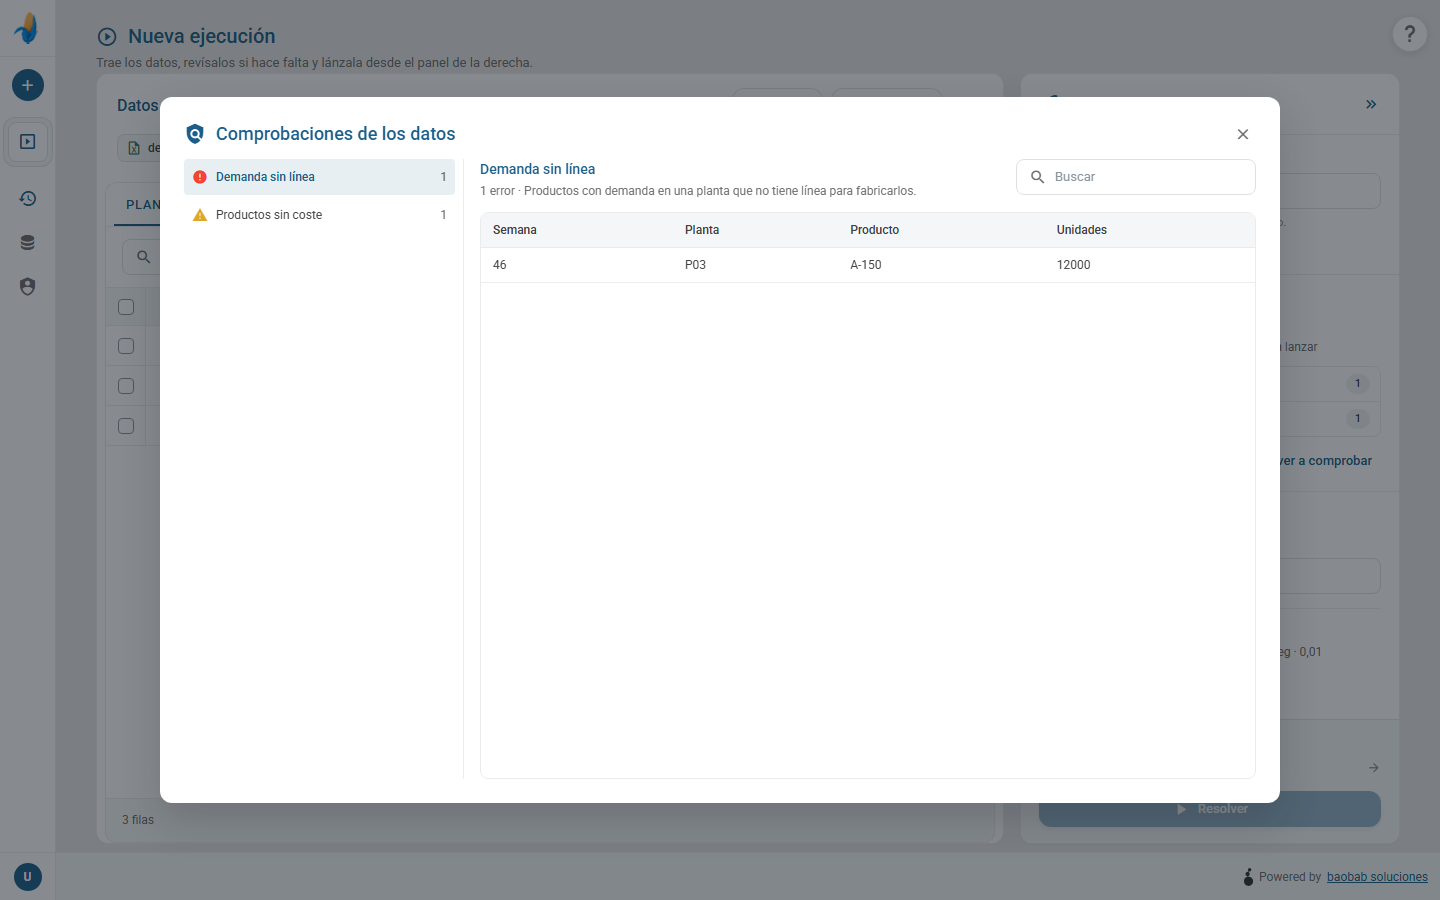 Nueva ejecución
Trae los datos, revísalos si hace falta y lánzala desde el panel de la derecha.
?
Datos
Comprobaciones de los datos
Demanda sin línea 1
Productos sin coste 1
Demanda sin línea
1 error · Productos con demanda en una planta que no tiene línea para fabricarlos.
Buscar
Semana Planta Producto Unidades
46 P03 A-150 12000
lanzar
1
1
a comprobar
· 0,01
3 filas
Resolver
U
Powered by baobab soluciones